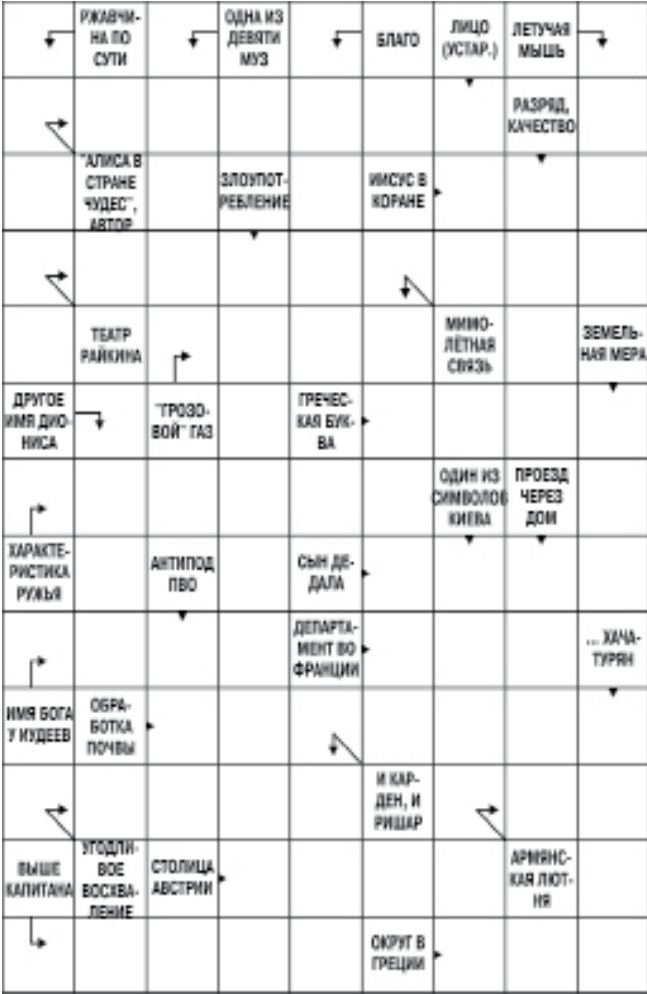 РЖАВЧИ-
НА ПО
СУТИ
ОДНА ИЗ
ДЕВЯТИ
МУЗ
БЛАГО
ЛИЦО
(УСТАР.)
ЛЕТУЧАЯ
МЫШЬ
РАЗРЯД,
КАЧЕСТВО
"АЛИСА В
СТРАНЕ
ЧУДЕС",
АВТОР
ЗЛОУПОТ-
РЕБЛЕНИЕ
ИИСУС В
КОРАНЕ
ТЕАТР
РАЙКИНА
МИМО-
ЛЁТНАЯ
СВЯЗЬ
ЗЕМЕЛЬ-
НАЯ МЕРА
ДРУГОЕ
ИМЯ ДИО-
НИСА
"ГРОЗО-
ВОЙ" ГАЗ
ГРЕЧЕС-
КАЯ БУК-
ВА
ОДИН ИЗ
СИМВОЛОВ
КИЕВА
ПРОЕЗД
ЧЕРЕЗ
ДОМ
ХАРАКТЕ-
РИСТИКА
РУЖЬЯ
АНТИПОД
ПВО
СЫН ДЕ-
ДАЛА
ДЕПАРТА-
МЕНТ ВО
ФРАНЦИИ
... ХАЧА-
ТУРЯН
ИМЯ БОГА
У ИУДЕЕВ
ОБРА-
БОТКА
ПОЧВЫ
И КАР-
ДЕН, И
РИШАР
ВЫШЕ
КАПИТАНА
УГОДЛИ-
ВОЕ
ВОСХВА-
ЛЕНИЕ
СТОЛИЦА
АВСТРИИ
АРМЯНС-
КАЯ ЛЮТ-
НЯ
ОКРУГ В
ГРЕЦИИ